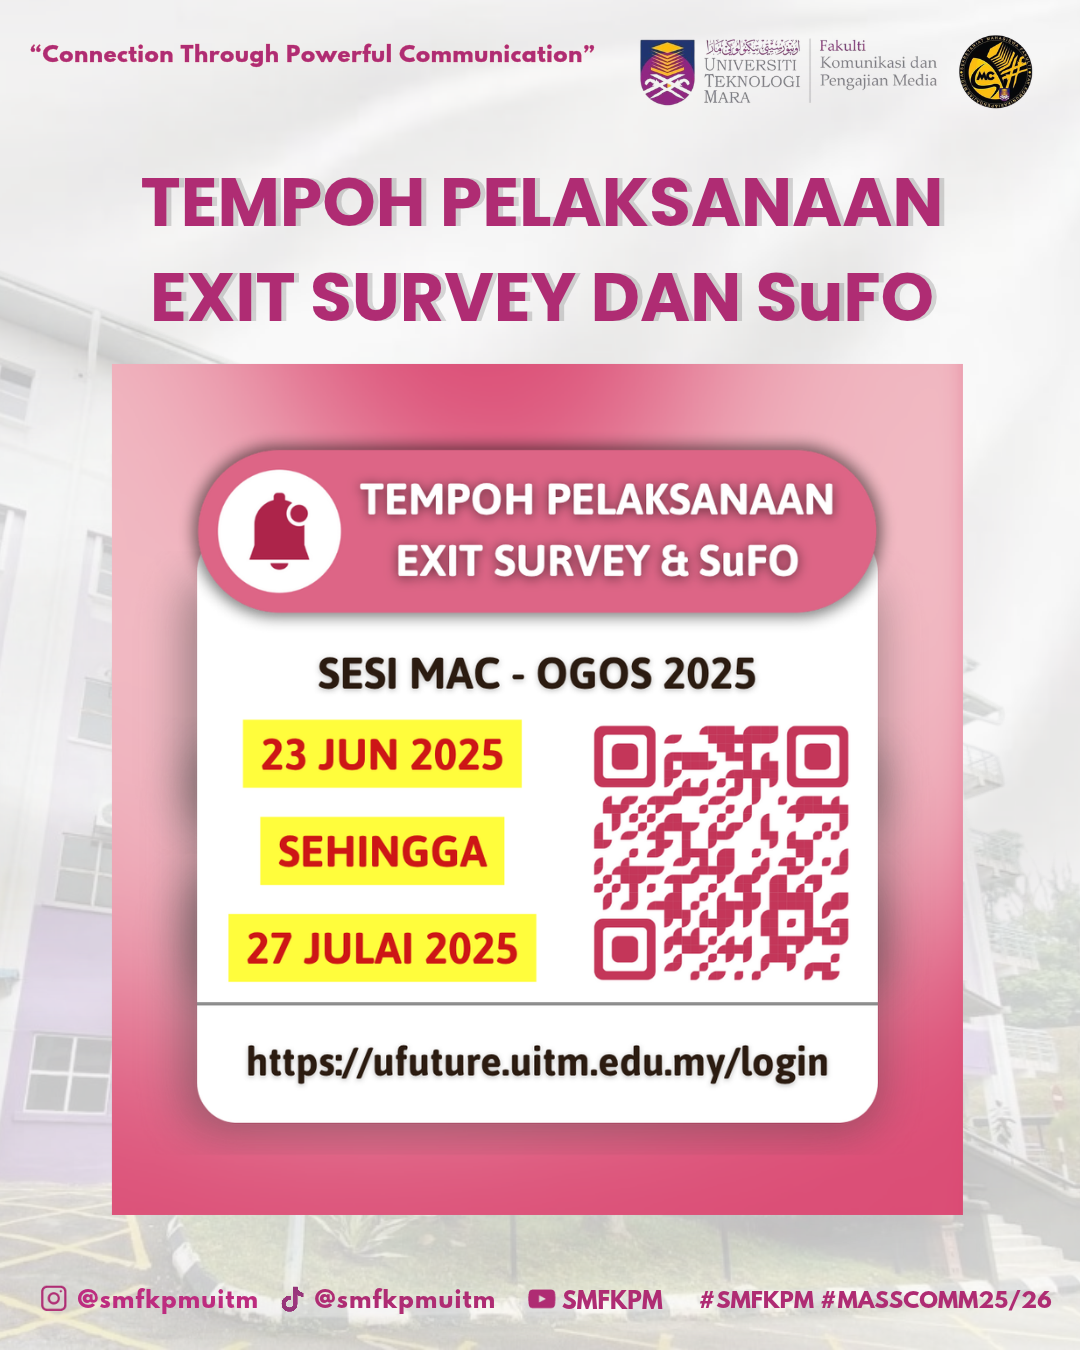 “Connection Through Powerful Communication”
UNIVERSITI
TEKNOLOGI
MARA
Fakulti
Komunikasi dan
Pengajian Media
MC
TEMPOH PELAKSANAAN
EXIT SURVEY DAN SuFO
TEMPOH PELAKSANAAN
EXIT SURVEY & SuFO
SESI MAC - OGOS 2025
23 JUN 2025
SEHINGGA
27 JULAI 2025
https://ufuture.uitm.edu.my/login
@smfkpmuitm
@smfkpmuitm
SMFKPM
#SMFKPM #MASSCOMM25/26